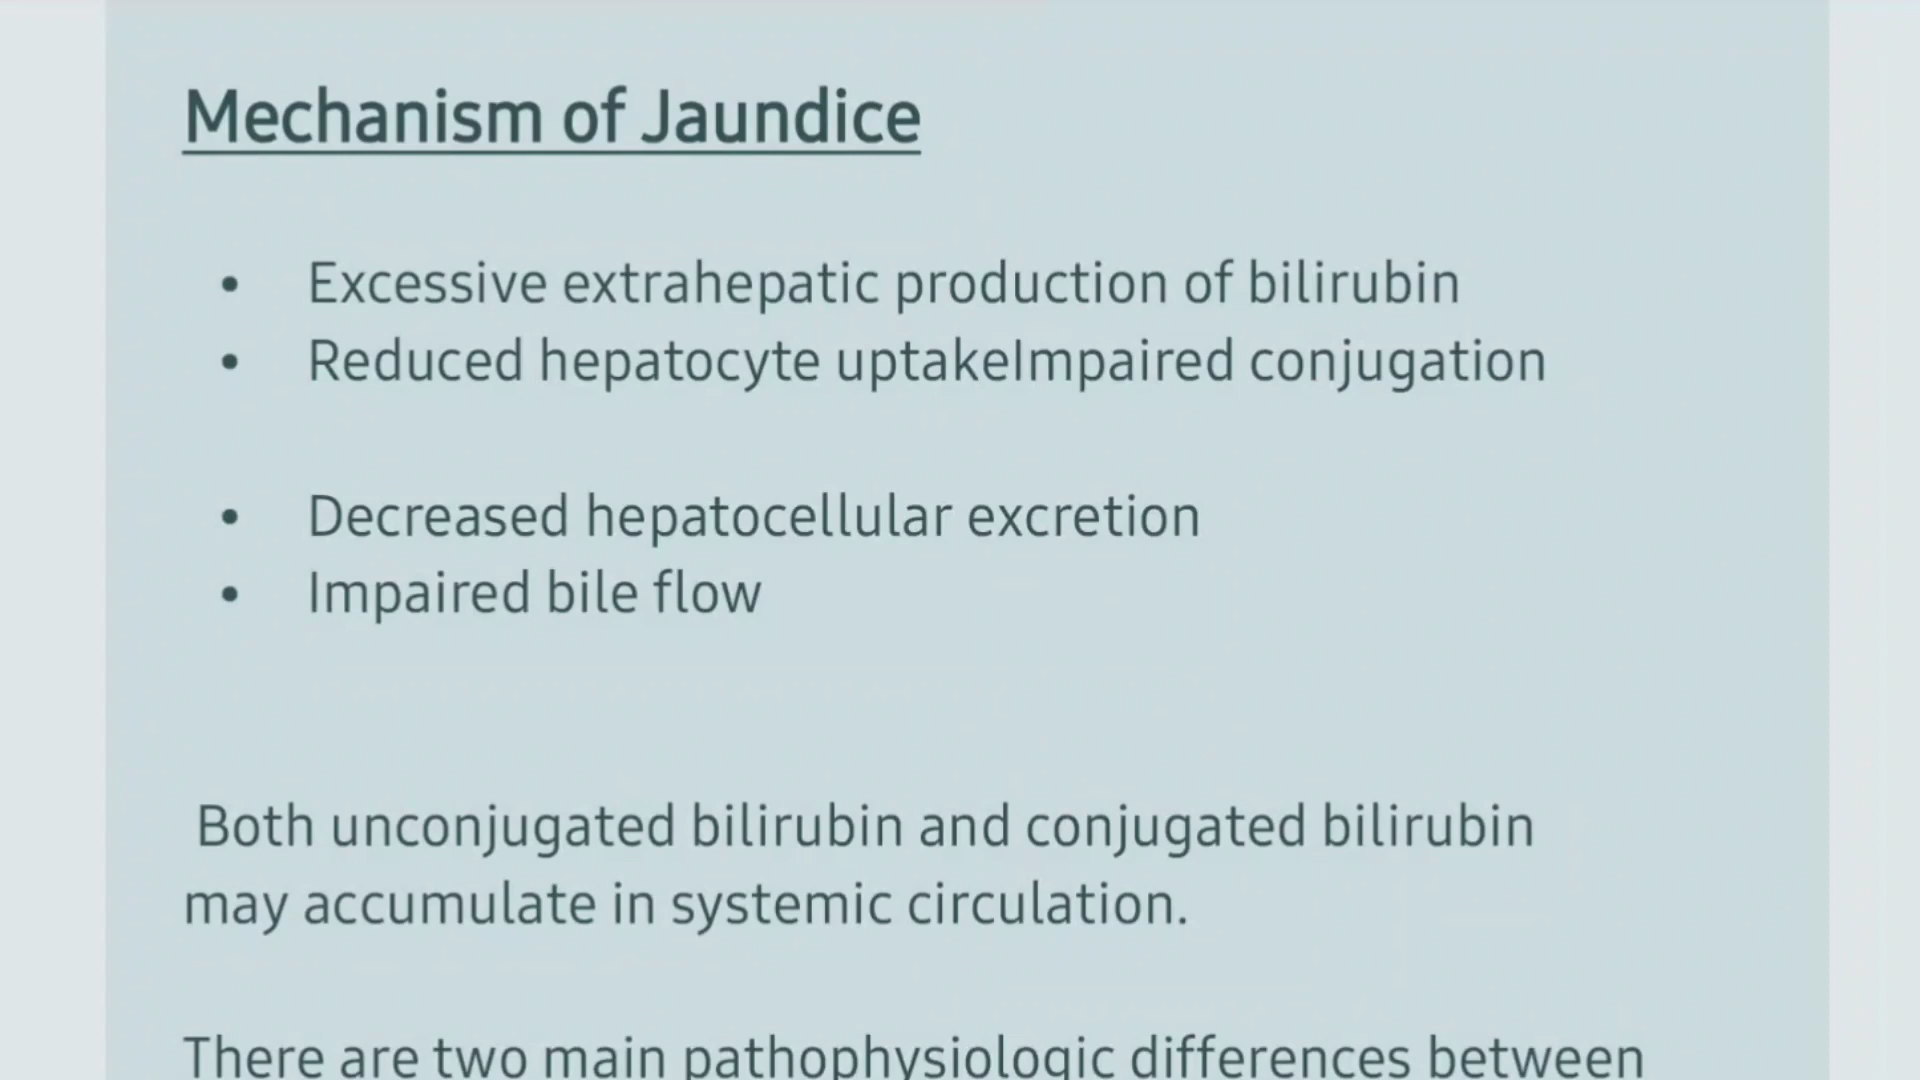 Mechanism of Jaundice
• Excessive extrahepatic production of bilirubin
• Reduced hepatocyte uptakeImpaired conjugation
• Decreased hepatocellular excretion
• Impaired bile flow
Both unconjugated bilirubin and conjugated bilirubin
may accumulate in systemic circulation.
There are two main pathophysiologic differences between